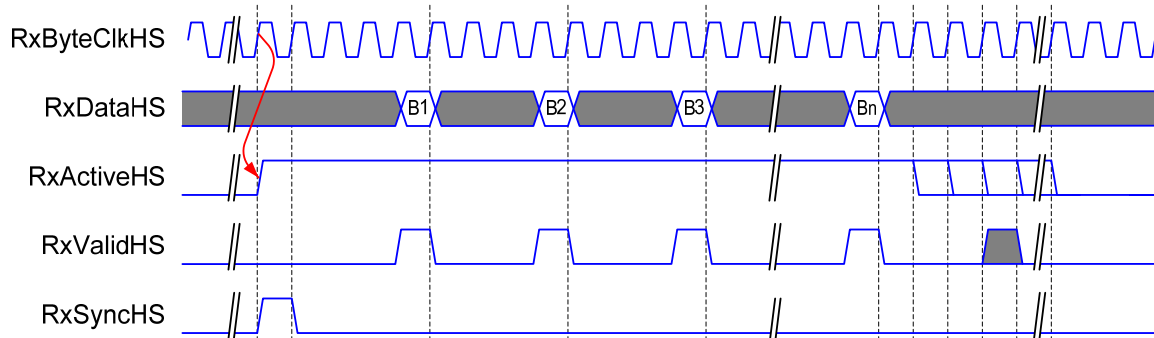 RxByteClkHS
RxDataHS B1 B2 B3 Bn
RxActiveHS
RxValidHS
RxSyncHS